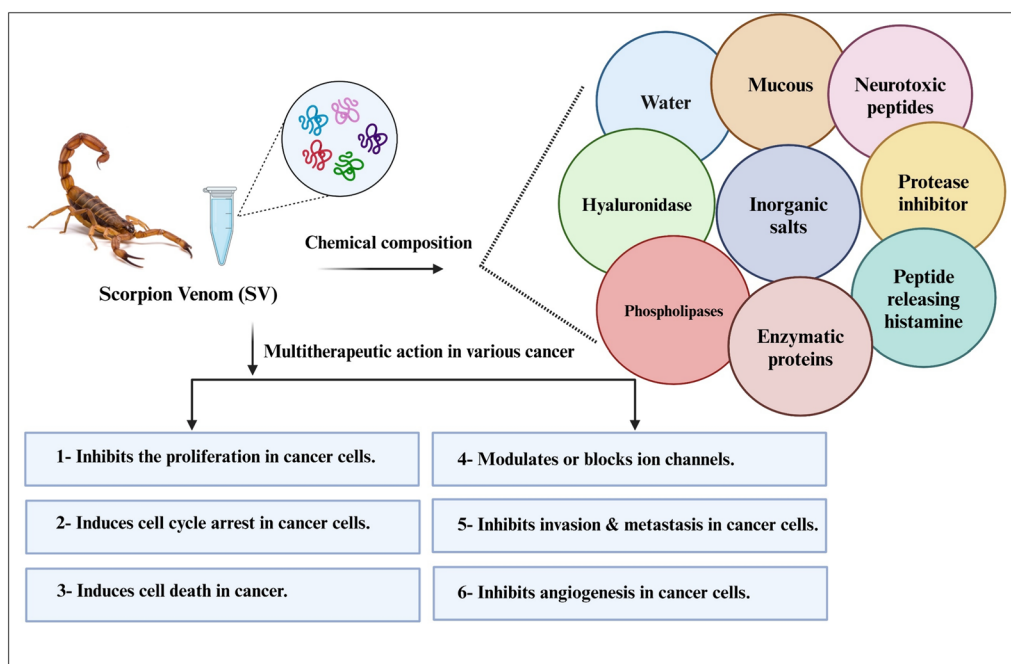 Water
Mucous
Neurotoxic
peptides
Hyaluronidase
Inorganic
salts
Protease
inhibitor
Phospholipases
Enzymatic
proteins
Peptide
releasing
histamine
Chemical composition
Scorpion Venom (SV)
Multitherapeutic action in various cancer
1- Inhibits the proliferation in cancer cells.
2- Induces cell cycle arrest in cancer cells.
3- Induces cell death in cancer.
4- Modulates or blocks ion channels.
5- Inhibits invasion & metastasis in cancer cells.
6- Inhibits angiogenesis in cancer cells.